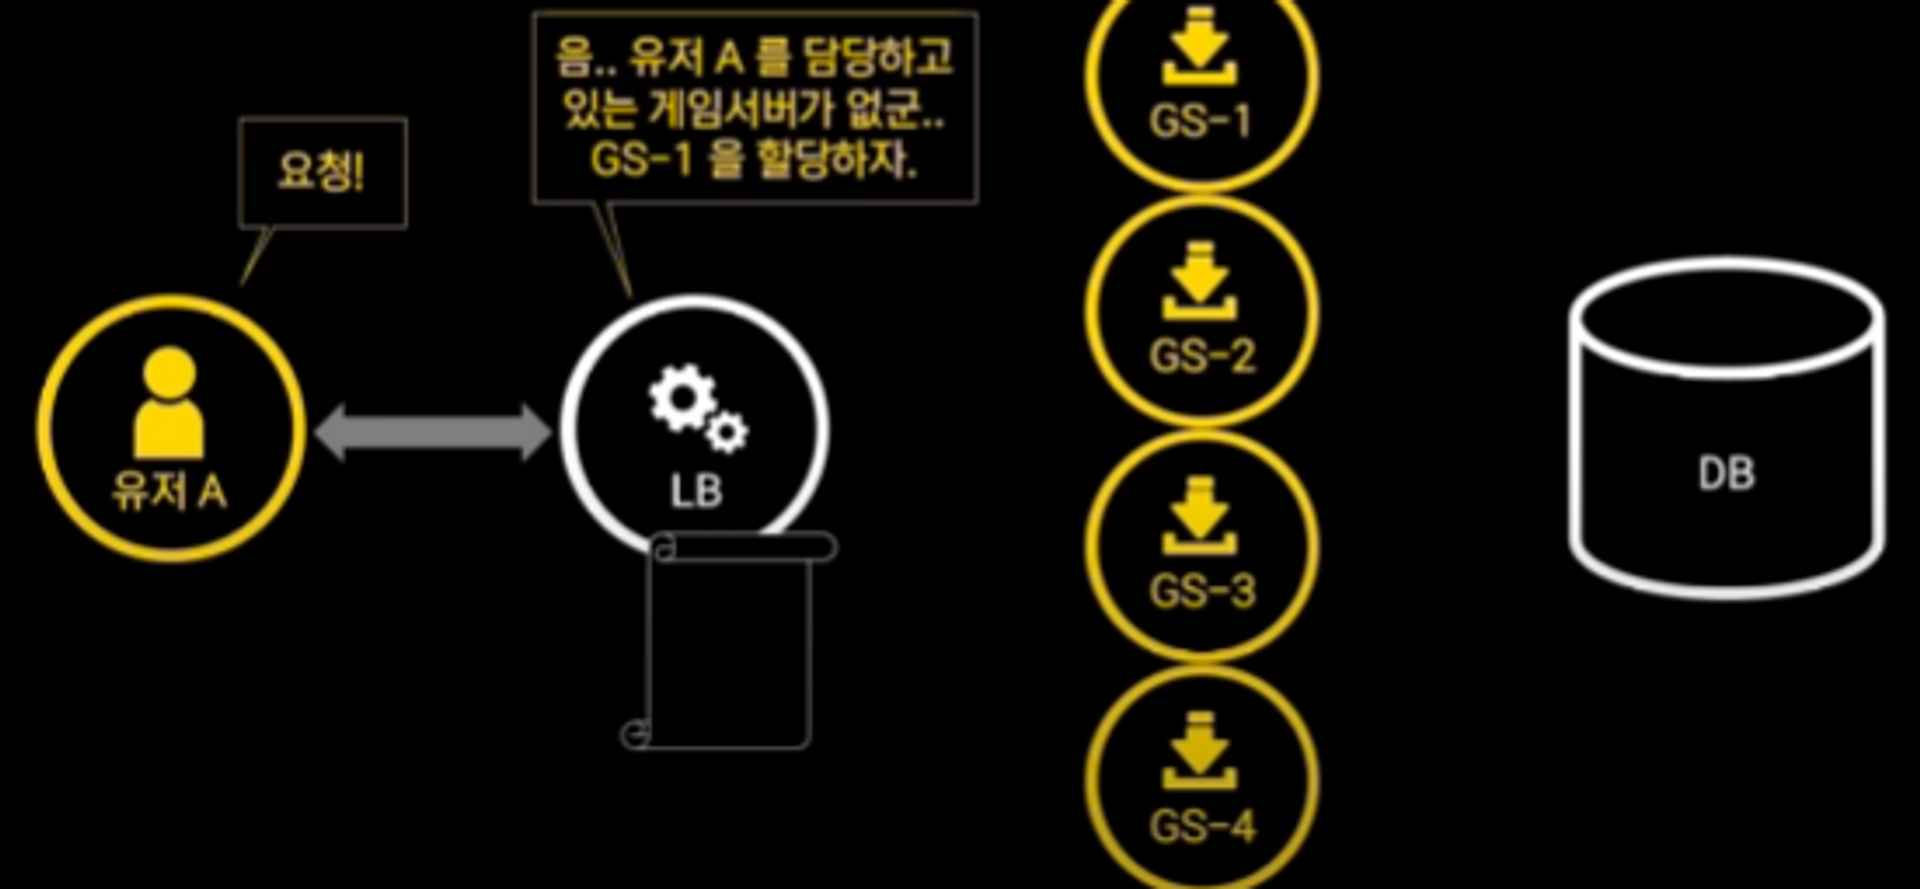 요청!
음.. 유저 A 를 담당하고
있는 게임서버가 없군..
GS-1 을 할당하자.
유저 A
LB
GS-1
GS-2
GS-3
GS-4
DB